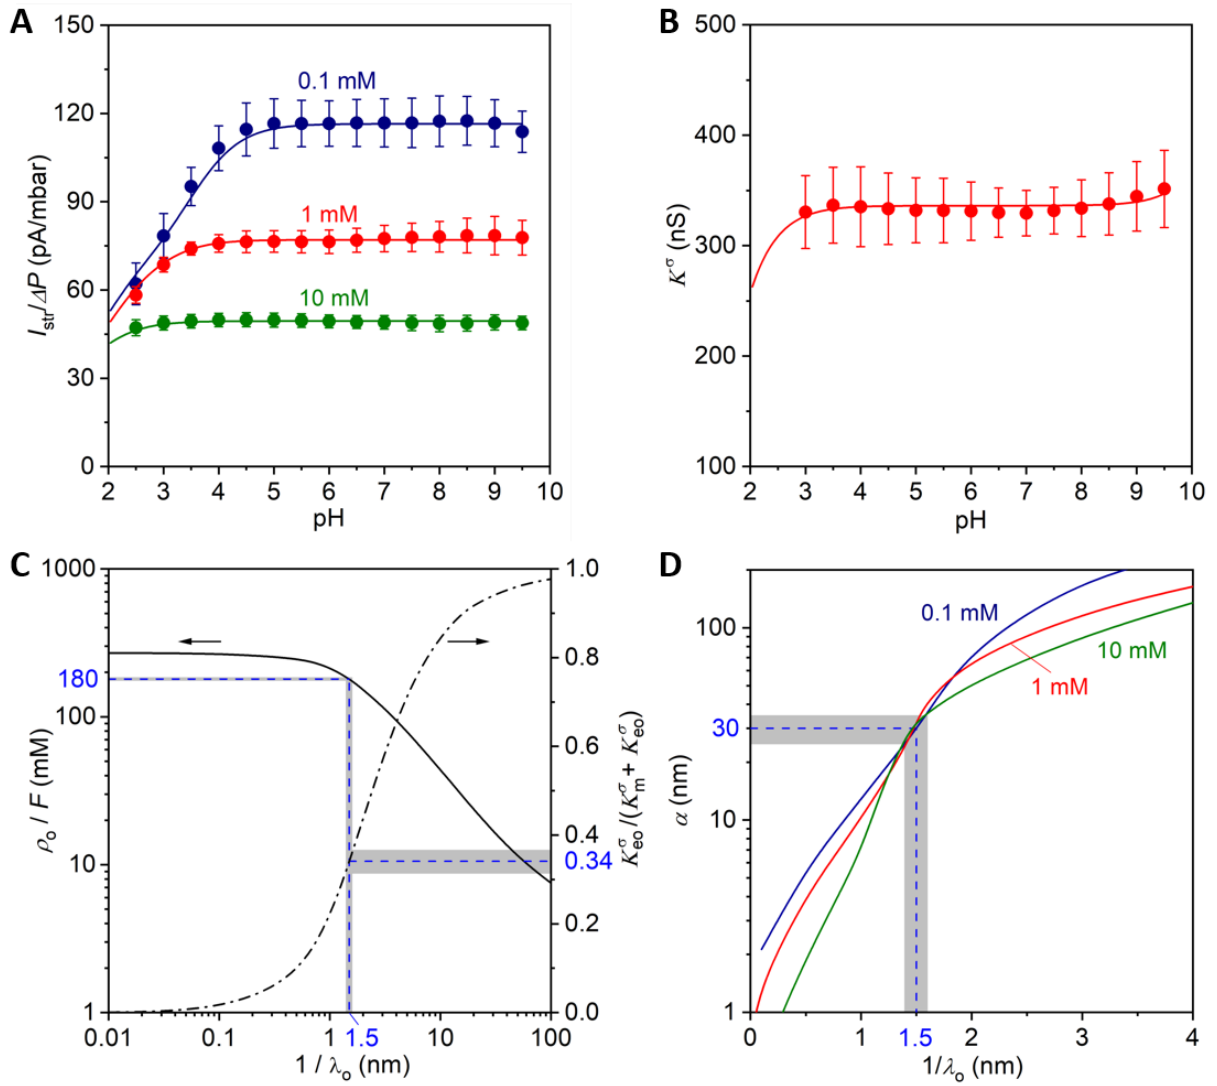 A
150
120
90
60
30
0
I_str/ΔP (pA/mbar)
0.1 mM
1 mM
10 mM
2 3 4 5 6 7 8 9 10
pH
B
500
400
300
200
100
K^σ (nS)
2 3 4 5 6 7 8 9 10
pH
C
1000
180
100
10
1
ρ_o / F (mM)
1.0
0.8
0.6
0.4
0.34
0.2
0.0
K^σ_eo/(K^σ_m + K^σ_eo)
0.01 0.1 1 10 100
1.5
1 / λ_o (nm)
D
100
30
10
1
α (nm)
0.1 mM
10 mM
1 mM
0 1 1.5 2 3 4
1/λ_o (nm)